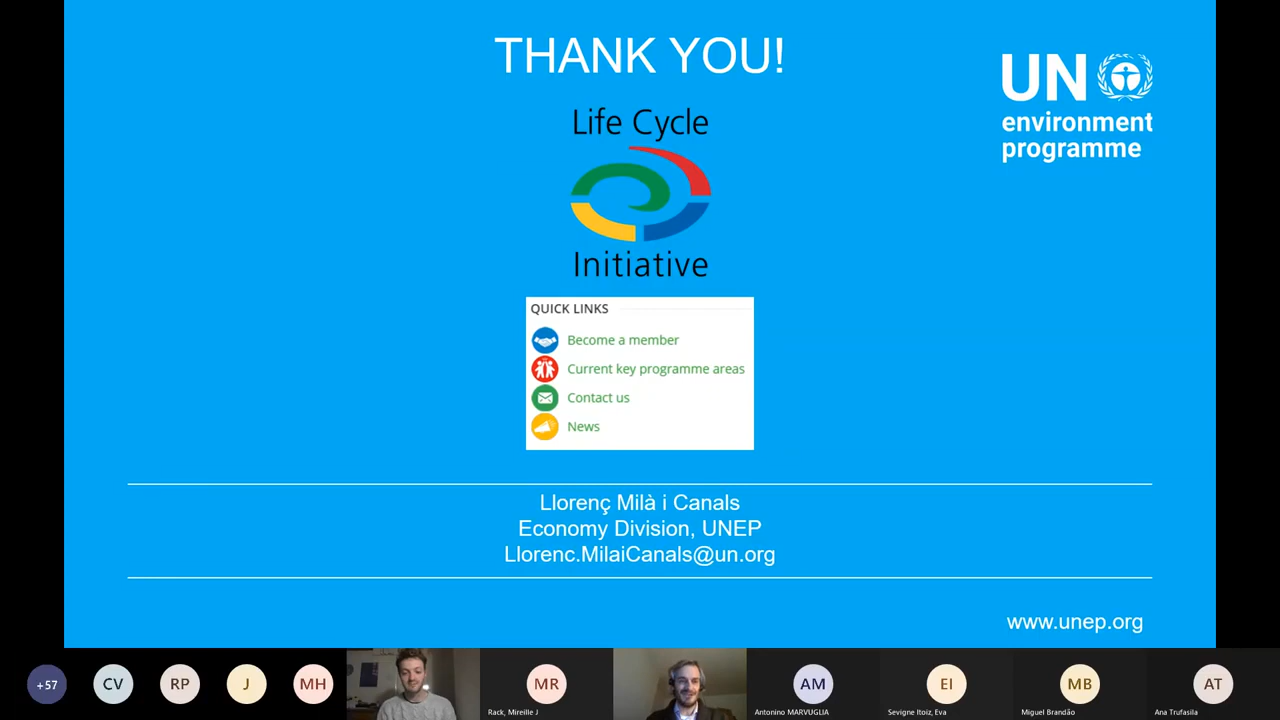 THANK YOU!
UN
environment
programme
Life Cycle
Initiative
QUICK LINKS
Become a member
Current key programme areas
Contact us
News
Llorenç Milà i Canals
Economy Division, UNEP
Llorenc.MilaiCanals@un.org
www.unep.org
+57
CV
RP
J
MH
MR
Rack, Mireille J
AM
Antonino MARVUGLIA
EI
Sevigne Itoiz, Eva
MB
Miguel Brandão
AT
Ana Trufasila